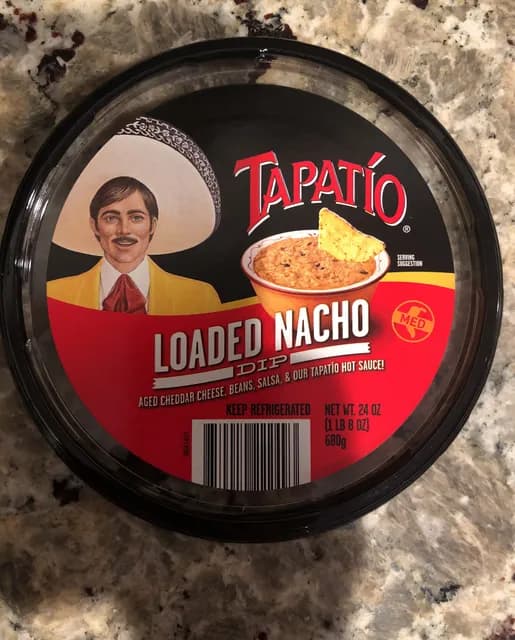 TAPATÍO
®
SERVING
SUGGESTION
MED
LOADED NACHO
DIP
AGED CHEDDAR CHEESE, BEANS, SALSA, & OUR TAPATÍO HOT SAUCE!
KEEP REFRIGERATED
NET WT. 24 OZ
(1 LB 8 OZ)
680g